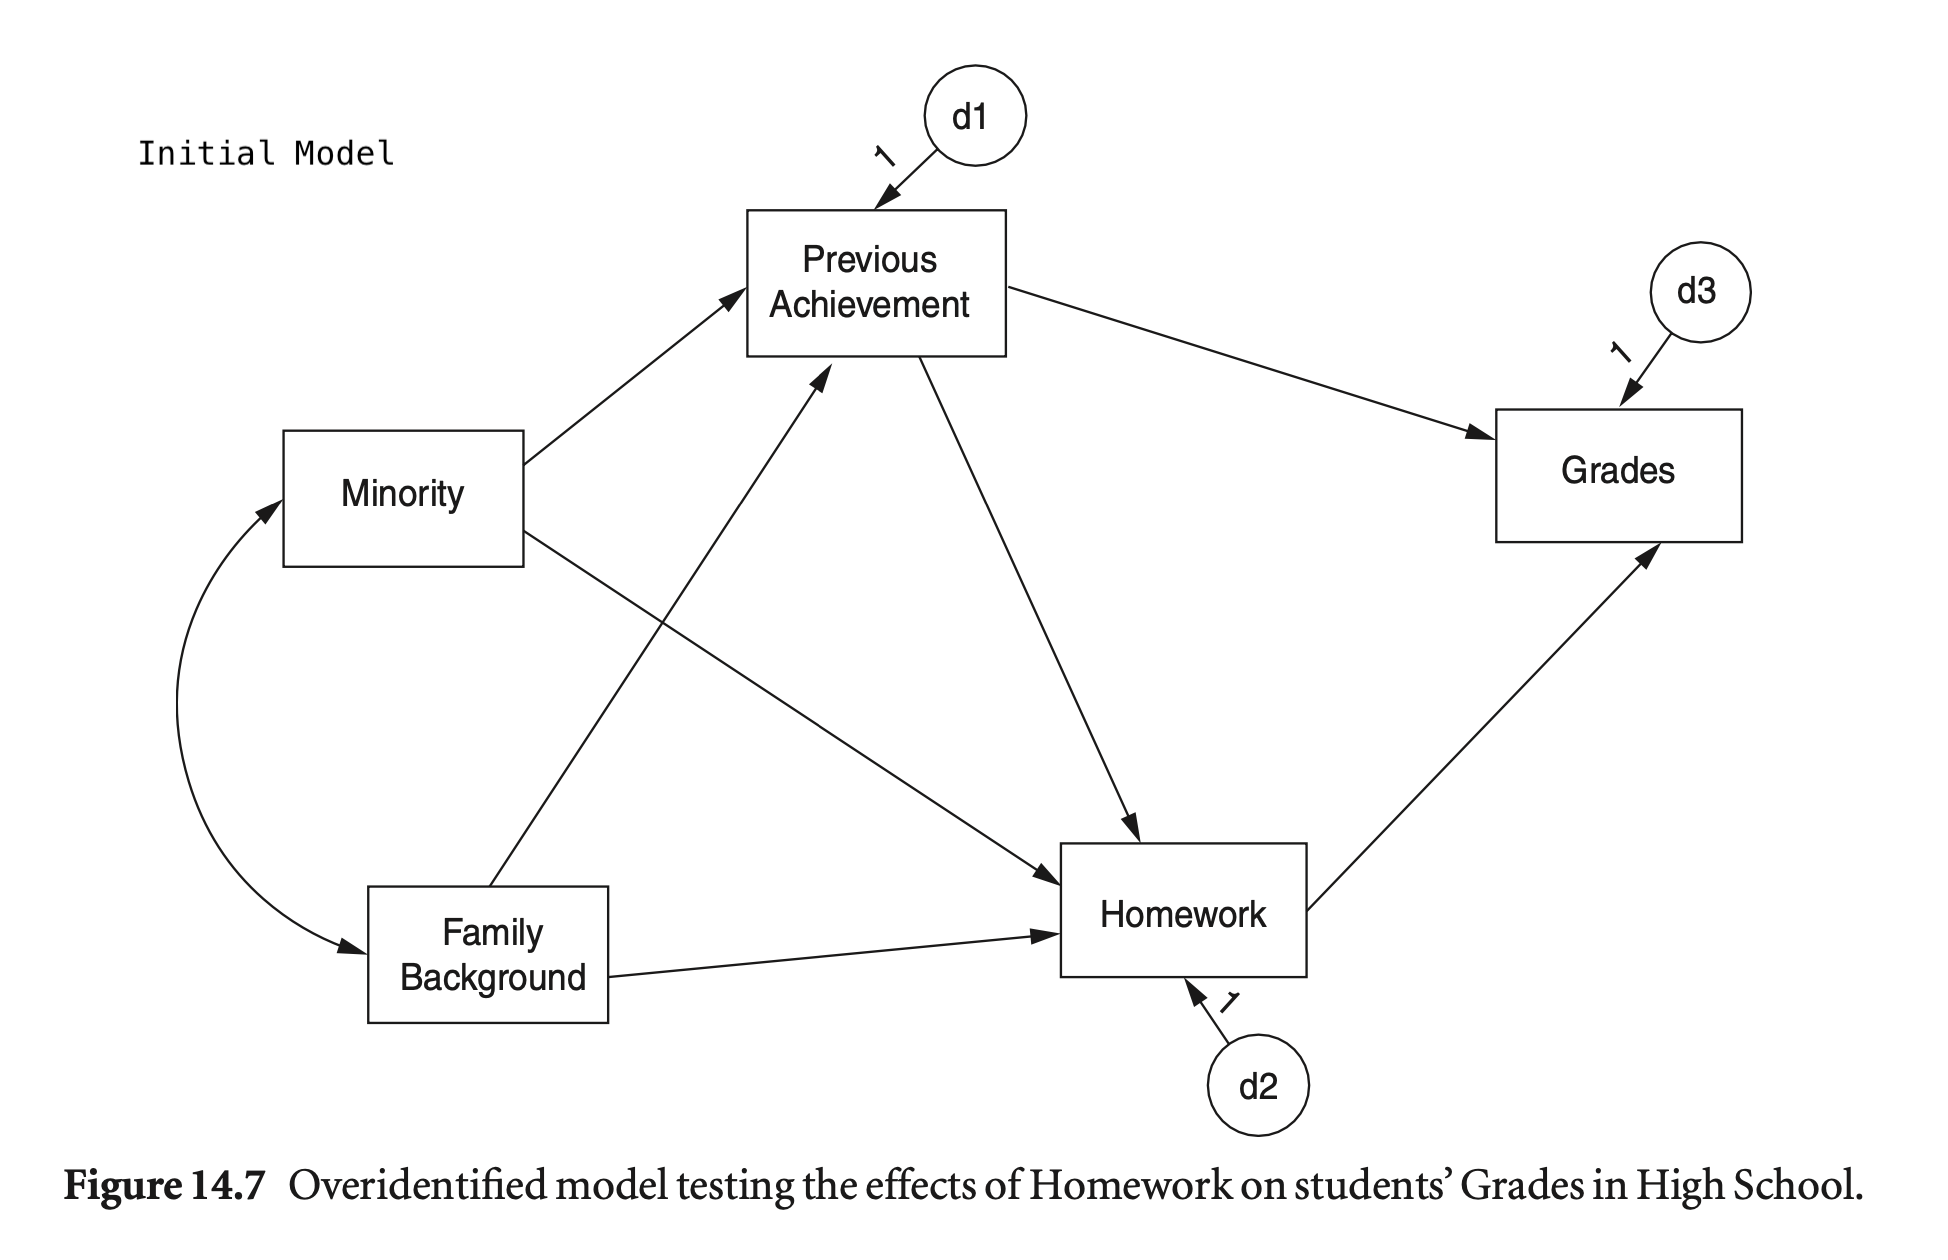 Initial Model
d1
1
Previous
Achievement
d3
1
Grades
Minority
Family
Background
Homework
1
d2
Figure 14.7 Overidentified model testing the effects of Homework on students’ Grades in High School.